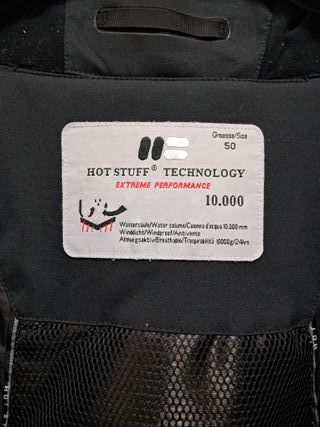 Groesse/Size
50
HOT STUFF® TECHNOLOGY
EXTREME PERFORMANCE
10.000
Wassersäule/Water column/Colonna d'acqua 10.000 mm
Winddicht/Windproof/Antivento
Atmungsaktiv/Breathable/Traspirabilità 10000g/24hrs